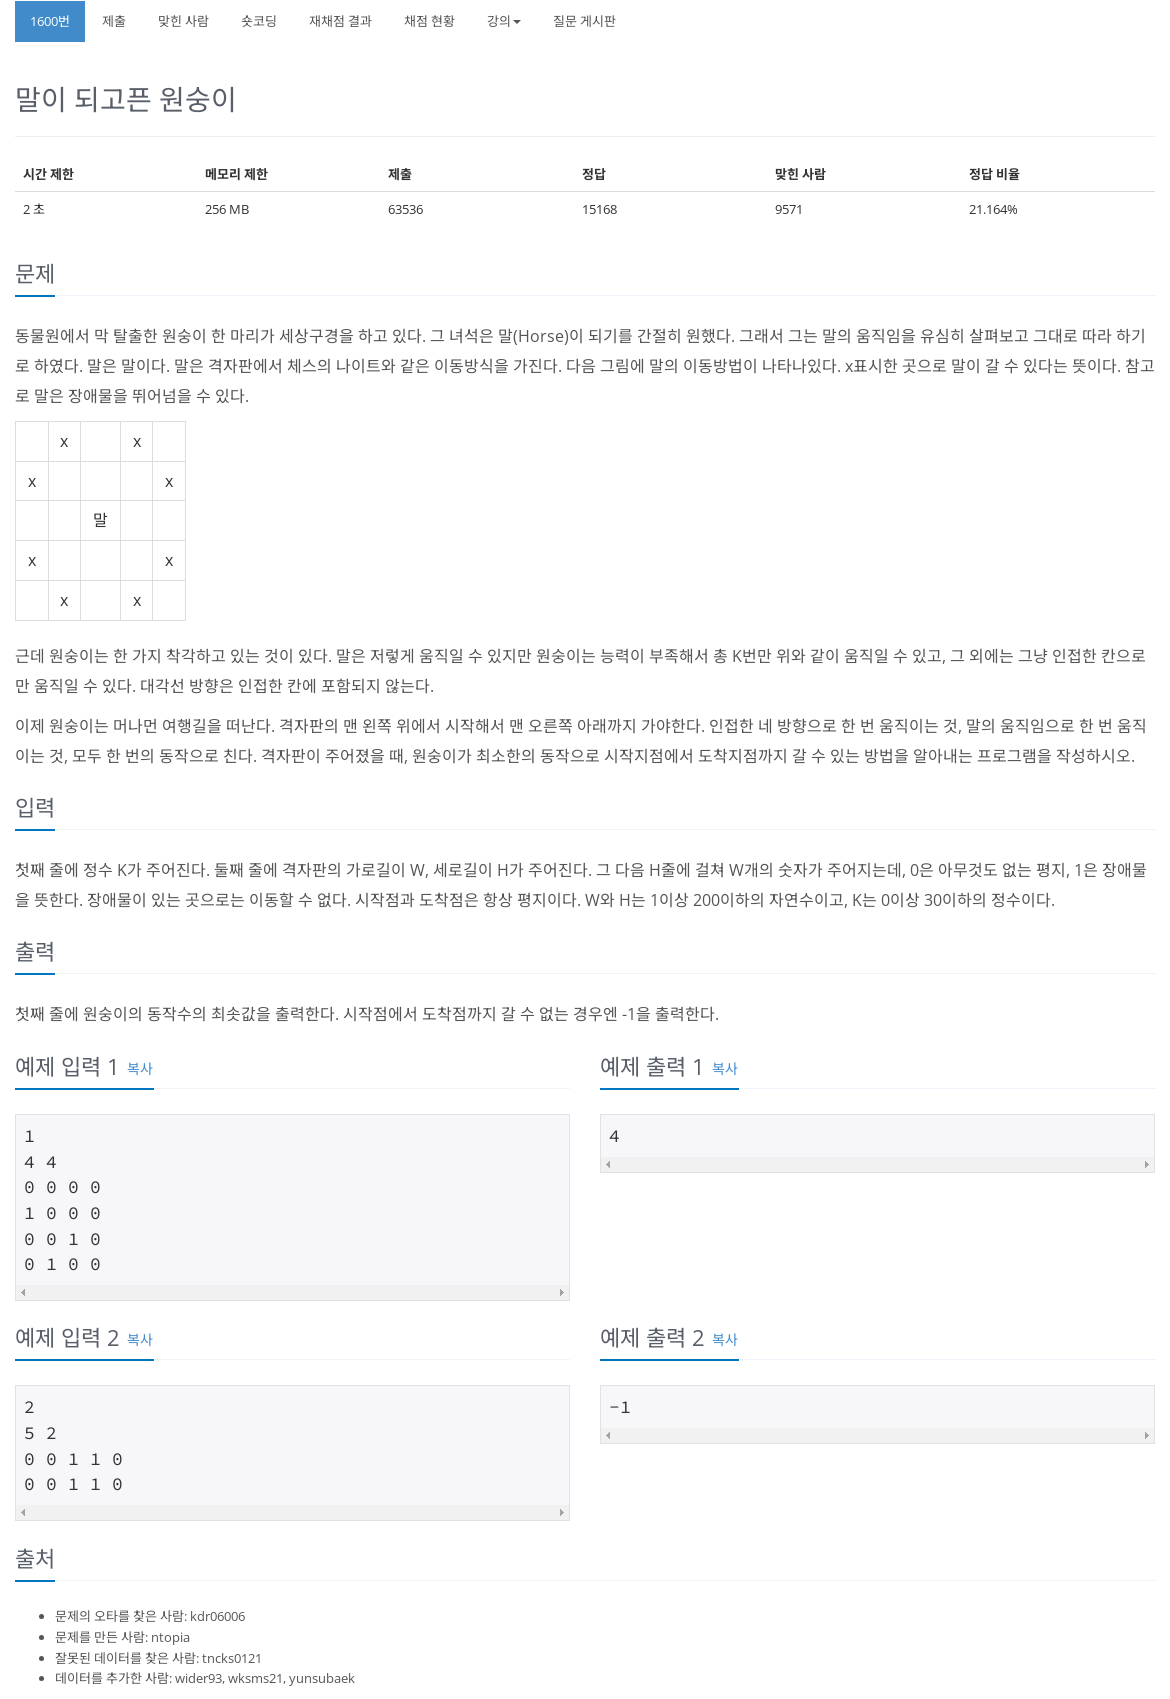 1600번 제출 맞힌 사람 숏코딩 재채점 결과 채점 현황 강의 질문 게시판
말이 되고픈 원숭이
시간 제한 메모리 제한 제출 정답 맞힌 사람 정답 비율
2 초 256 MB 63536 15168 9571 21.164%
문제
동물원에서 막 탈출한 원숭이 한 마리가 세상구경을 하고 있다. 그 녀석은 말(Horse)이 되기를 간절히 원했다. 그래서 그는 말의 움직임을 유심히 살펴보고 그대로 따라 하기
로 하였다. 말은 말이다. 말은 격자판에서 체스의 나이트와 같은 이동방식을 가진다. 다음 그림에 말의 이동방법이 나타나있다. x표시한 곳으로 말이 갈 수 있다는 뜻이다. 참고
로 말은 장애물을 뛰어넘을 수 있다.
x x
x x
말
x x
x x
근데 원숭이는 한 가지 착각하고 있는 것이 있다. 말은 저렇게 움직일 수 있지만 원숭이는 능력이 부족해서 총 K번만 위와 같이 움직일 수 있고, 그 외에는 그냥 인접한 칸으로
만 움직일 수 있다. 대각선 방향은 인접한 칸에 포함되지 않는다.
이제 원숭이는 머나먼 여행길을 떠난다. 격자판의 맨 왼쪽 위에서 시작해서 맨 오른쪽 아래까지 가야한다. 인접한 네 방향으로 한 번 움직이는 것, 말의 움직임으로 한 번 움직
이는 것, 모두 한 번의 동작으로 친다. 격자판이 주어졌을 때, 원숭이가 최소한의 동작으로 시작지점에서 도착지점까지 갈 수 있는 방법을 알아내는 프로그램을 작성하시오.
입력
첫째 줄에 정수 K가 주어진다. 둘째 줄에 격자판의 가로길이 W, 세로길이 H가 주어진다. 그 다음 H줄에 걸쳐 W개의 숫자가 주어지는데, 0은 아무것도 없는 평지, 1은 장애물
을 뜻한다. 장애물이 있는 곳으로는 이동할 수 없다. 시작점과 도착점은 항상 평지이다. W와 H는 1이상 200이하의 자연수이고, K는 0이상 30이하의 정수이다.
출력
첫째 줄에 원숭이의 동작수의 최솟값을 출력한다. 시작점에서 도착점까지 갈 수 없는 경우엔 -1을 출력한다.
예제 입력 1 복사
1
4 4
0 0 0 0
1 0 0 0
0 0 1 0
0 1 0 0
예제 출력 1 복사
4
예제 입력 2 복사
2
5 2
0 0 1 1 0
0 0 1 1 0
예제 출력 2 복사
-1
출처
문제의 오타를 찾은 사람: kdr06006
문제를 만든 사람: ntopia
잘못된 데이터를 찾은 사람: tncks0121
데이터를 추가한 사람: wider93, wksms21, yunsubaek